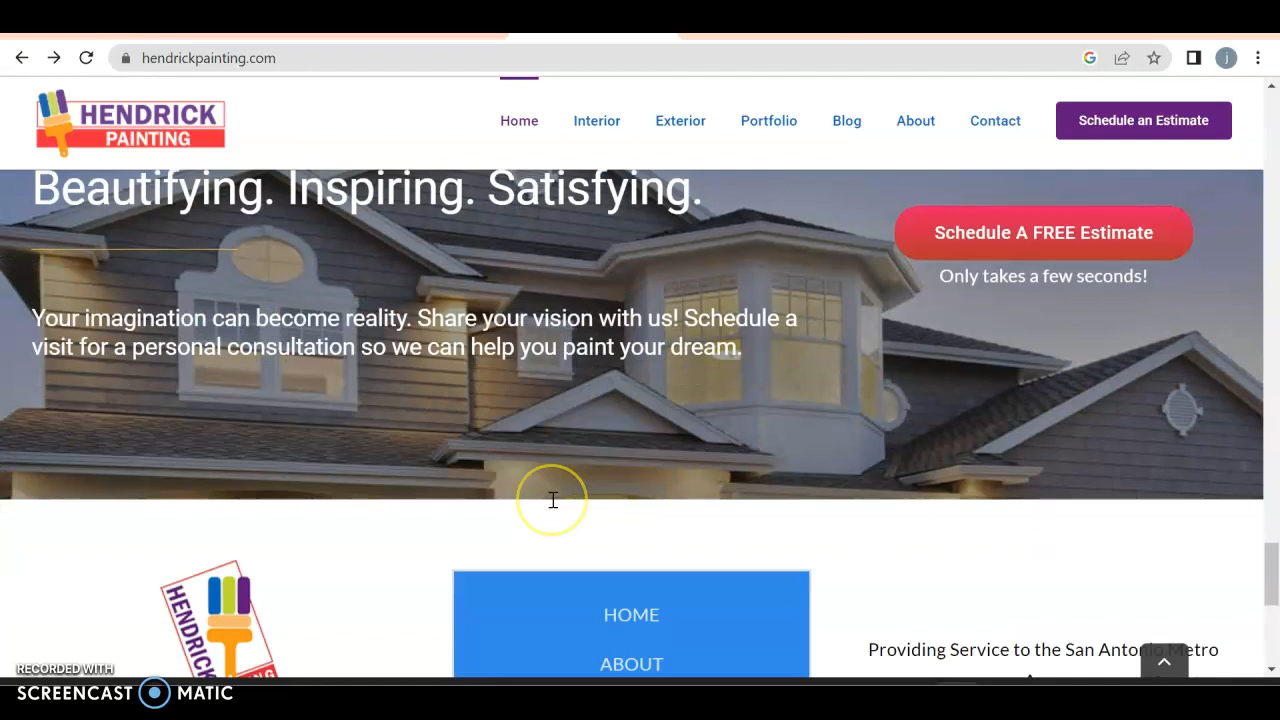 hendrickpainting.com
G
j
HENDRICK
PAINTING
Home
Interior
Exterior
Portfolio
Blog
About
Contact
Schedule an Estimate
Beautifying. Inspiring. Satisfying.
Schedule A FREE Estimate
Only takes a few seconds!
Your imagination can become reality. Share your vision with us! Schedule a
visit for a personal consultation so we can help you paint your dream.
HENDRICK
HOME
ABOUT
Providing Service to the San Antonio Metro
RECORDED WITH
SCREENCAST MATIC